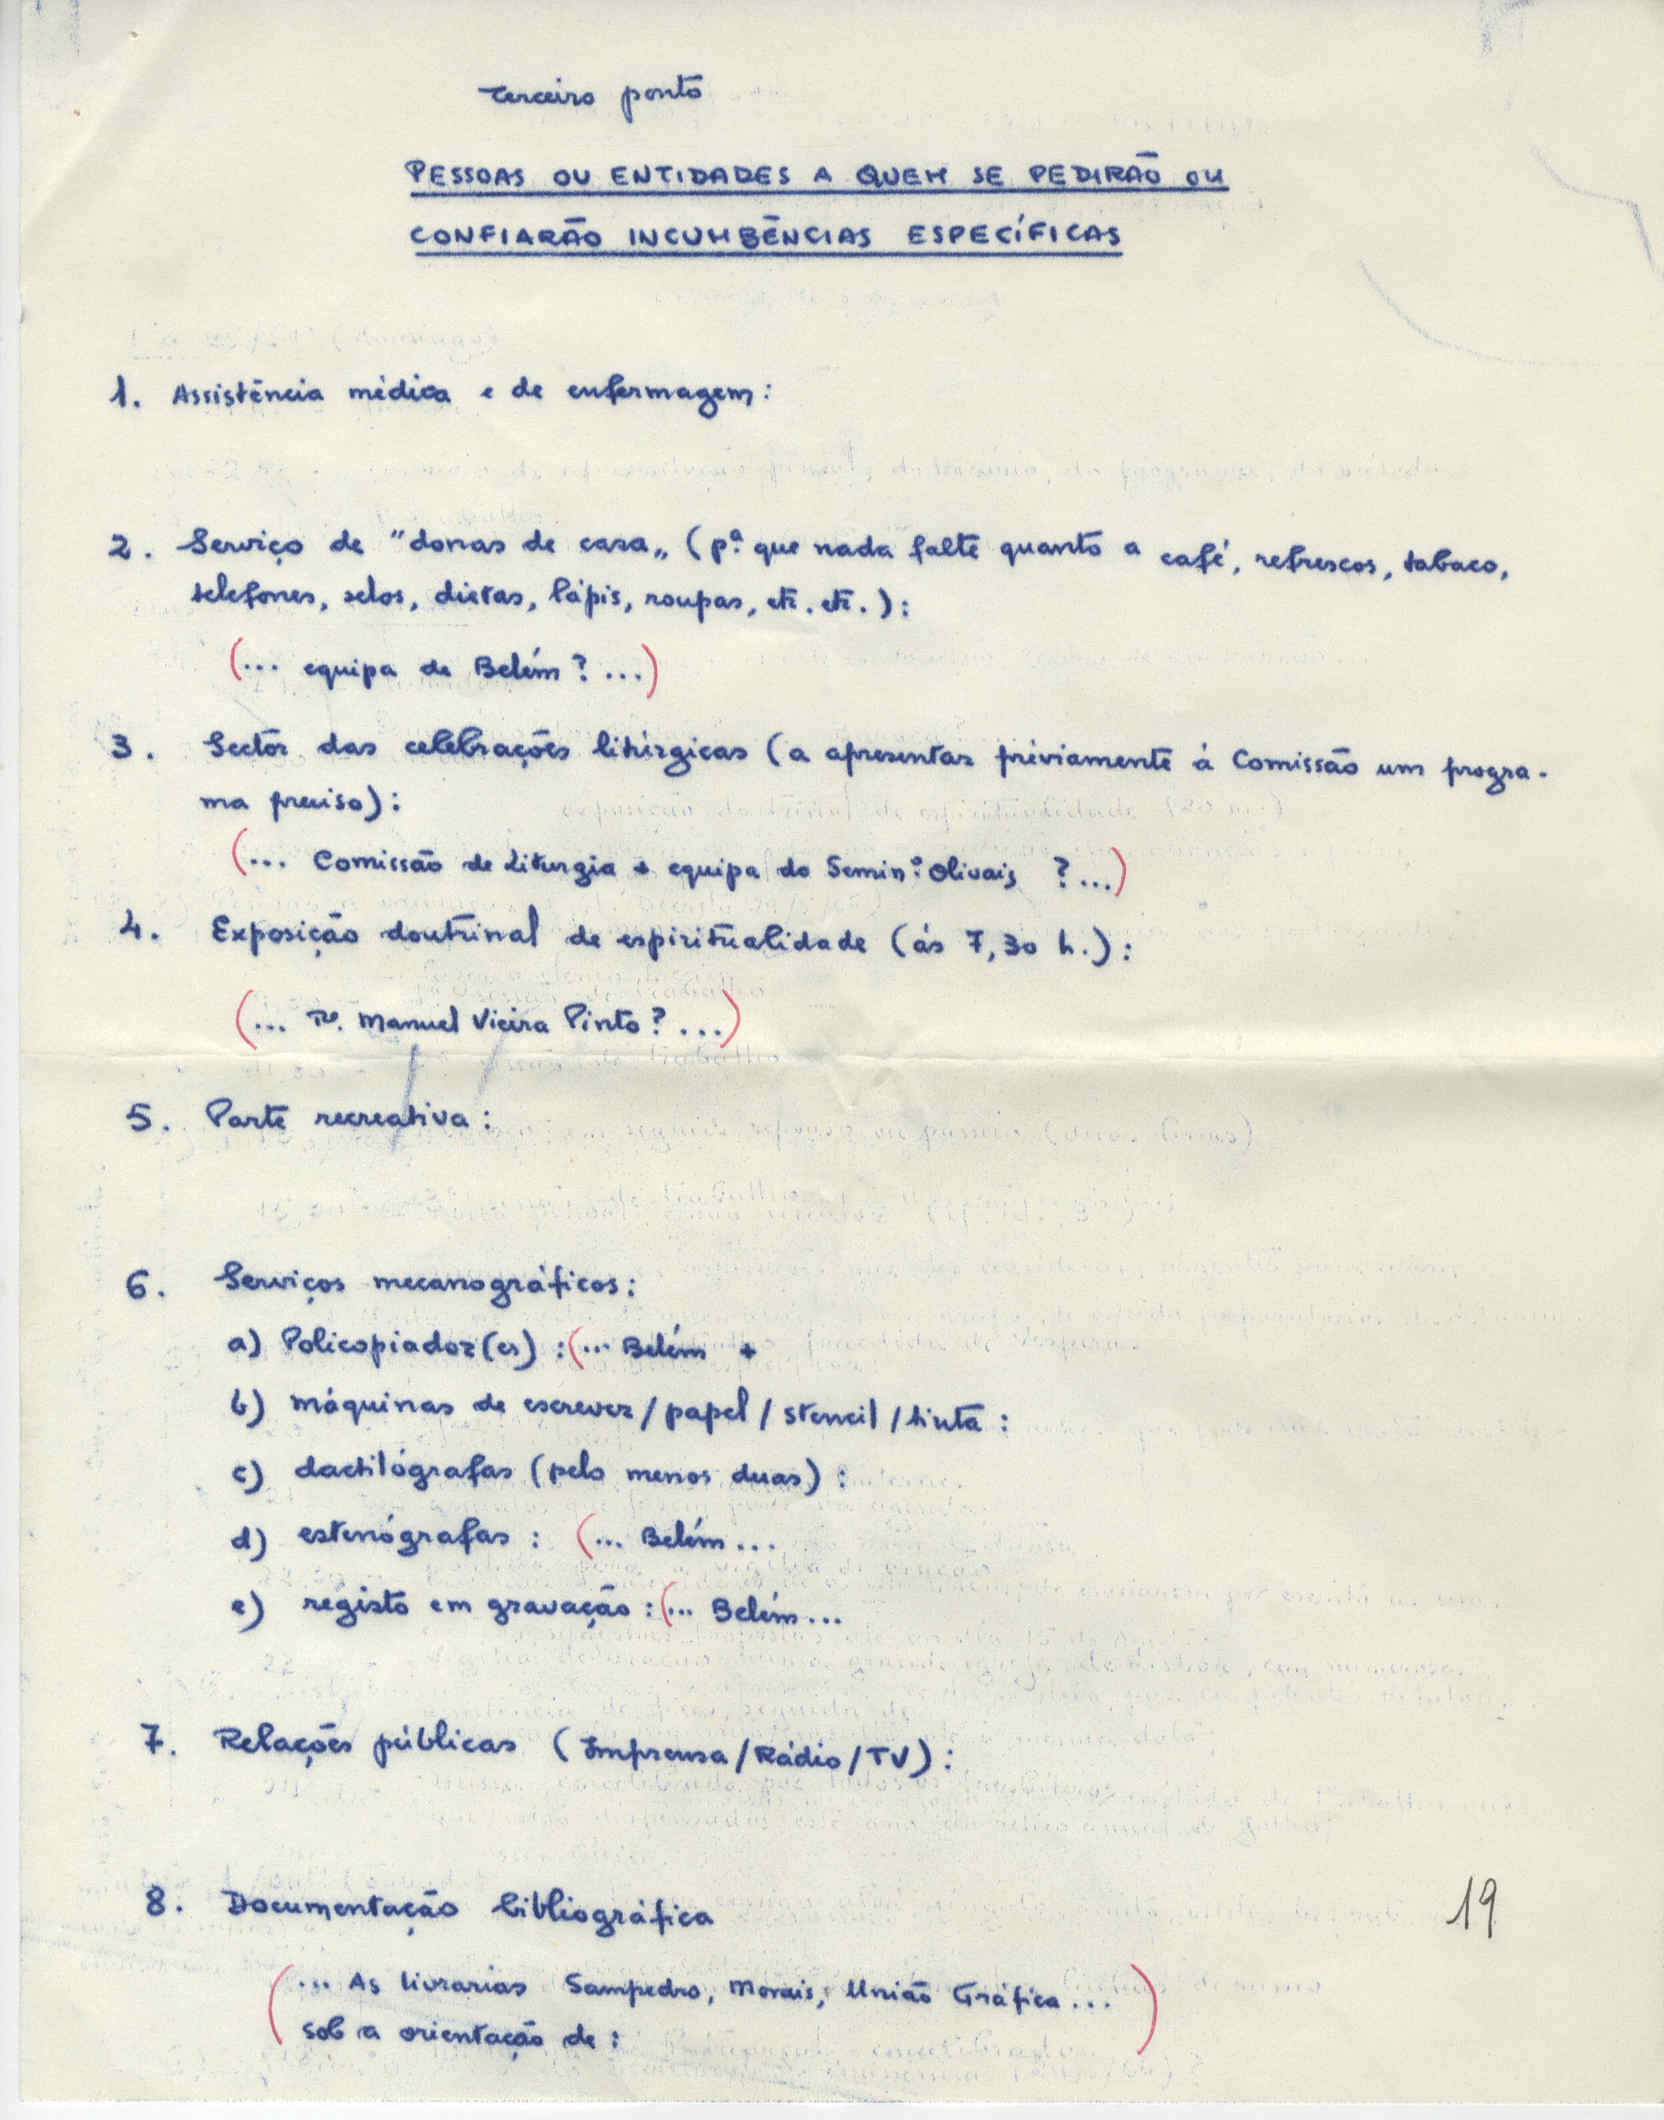 terceiro ponto
PESSOAS OU ENTIDADES A QUEM SE PEDIRÃO OU
CONFIARÃO INCUMBÊNCIAS ESPECÍFICAS
1. Assistência médica e de enfermagem:
2. Serviço de "donas de casa„ (pª que nada falte quanto a café, refrescos, tabaco,
telefones, selos, dietas, lápis, roupas, etc. etc.):
(... equipa de Belém? ...)
3. Sector das celebrações litúrgicas (a apresentar préviamente à Comissão um progra-
ma preciso):
(... Comissão de Liturgia + equipa do Semin.º Olivais ?...)
4. Exposição doutrinal de espiritualidade (às 7,30 h.):
(... Pe. Manuel Vieira Pinto? ...)
5. Parte recreativa:
6. Serviços mecanográficos:
a) Policopiador(es) : (... Belém +
b) máquinas de escrever/papel/stencil/tinta:
c) dactilógrafas (pelo menos duas):
d) estenógrafas : (... Belém ...
e) registo em gravação : (... Belém ...
7. Relações públicas (Imprensa/Rádio/TV):
8. Documentação bibliográfica
19
(... As livrarias Sampedro, Morais, União Gráfica ...
sob a orientação de: )